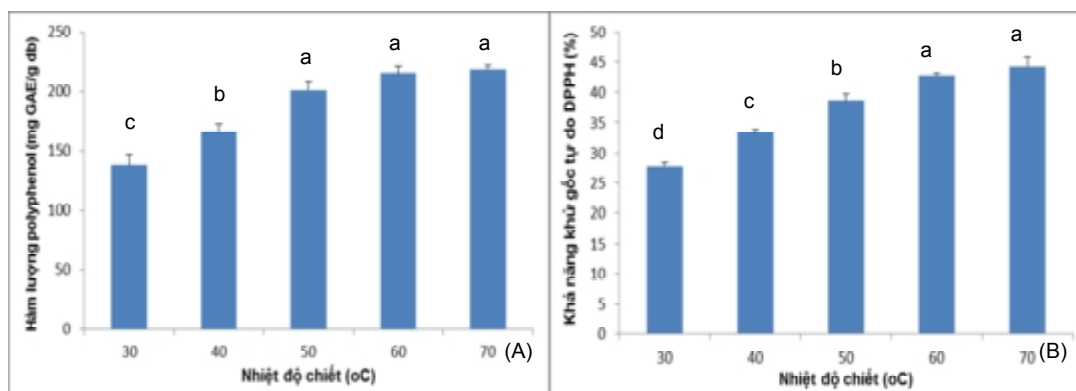 Hàm lượng polyphenol (mg GAE/g db)
250
200
150
100
50
0
c
b
a
a
a
30 40 50 60 70
(A)
Nhiệt độ chiết (oC)
Khả năng khử gốc tự do DPPH (%)
50
45
40
35
30
25
20
15
10
5
0
d
c
b
a
a
30 40 50 60 70
(B)
Nhiệt độ chiết (oC)